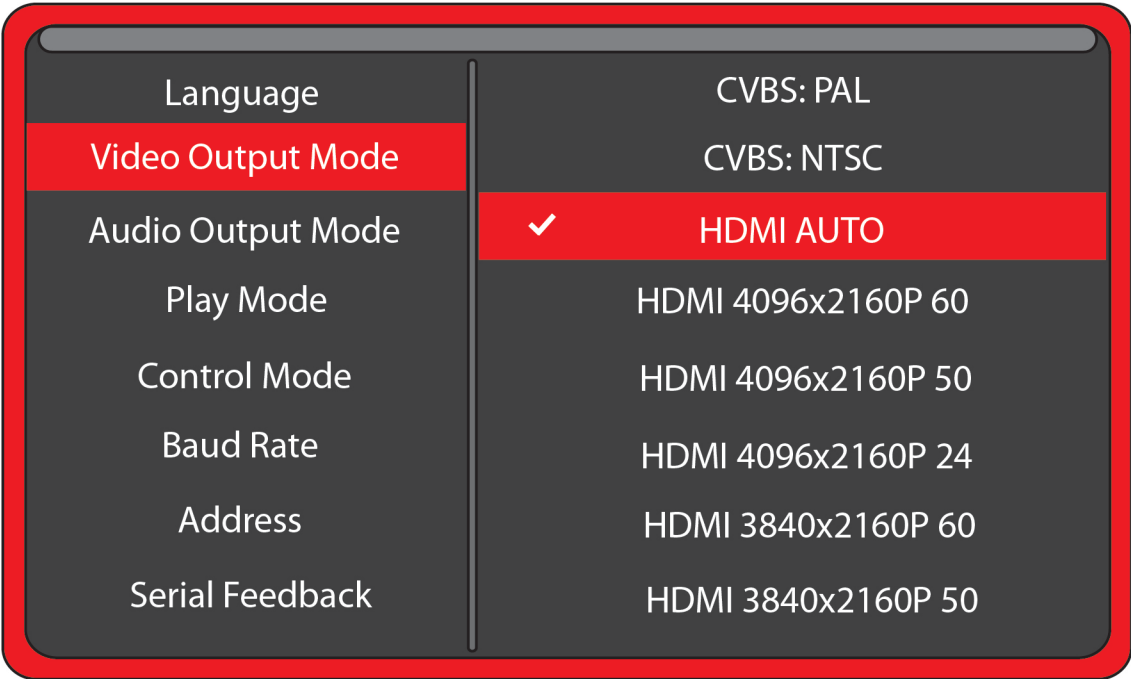 Language
Video Output Mode
Audio Output Mode
Play Mode
Control Mode
Baud Rate
Address
Serial Feedback
CVBS: PAL
CVBS: NTSC
HDMI AUTO
HDMI 4096x2160P 60
HDMI 4096x2160P 50
HDMI 4096x2160P 24
HDMI 3840x2160P 60
HDMI 3840x2160P 50